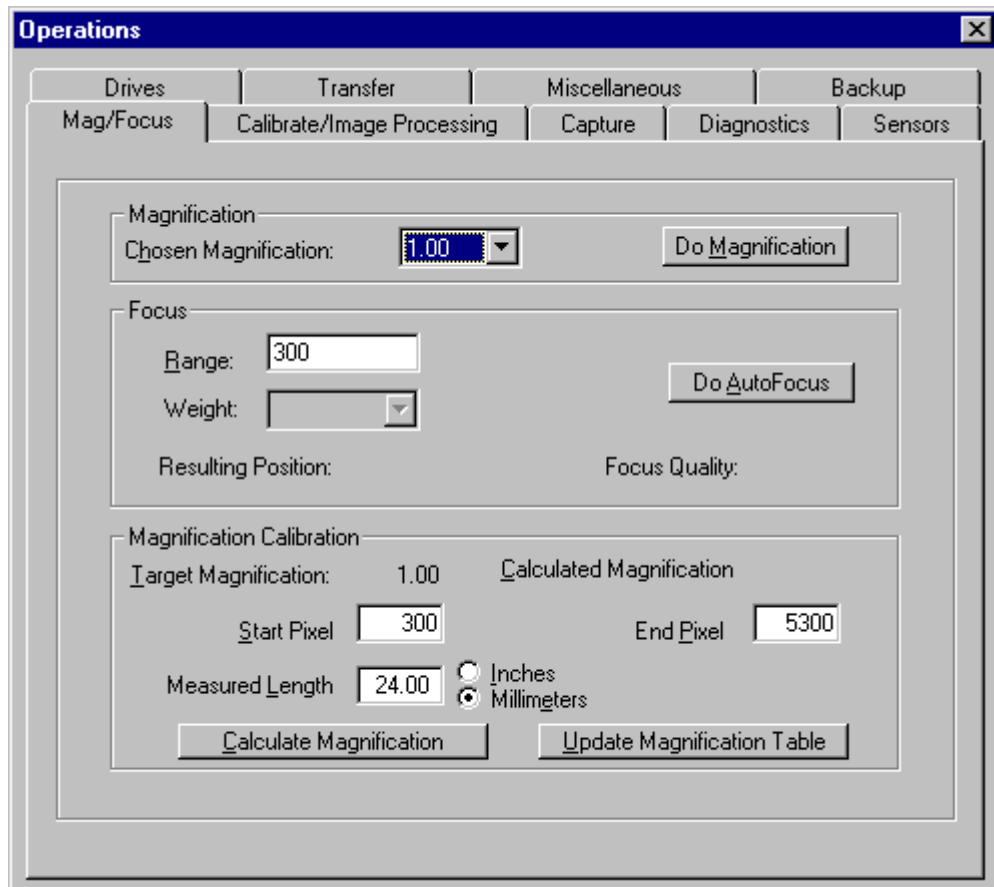 Operations
Drives Transfer Miscellaneous Backup
Mag/Focus Calibrate/Image Processing Capture Diagnostics Sensors
Magnification
Chosen Magnification: 1.00 Do Magnification
Focus
Range: 300
Do AutoFocus
Weight:
Resulting Position: Focus Quality:
Magnification Calibration
Target Magnification: 1.00 Calculated Magnification
Start Pixel 300 End Pixel 5300
Measured Length 24.00 Inches
Millimeters
Calculate Magnification Update Magnification Table